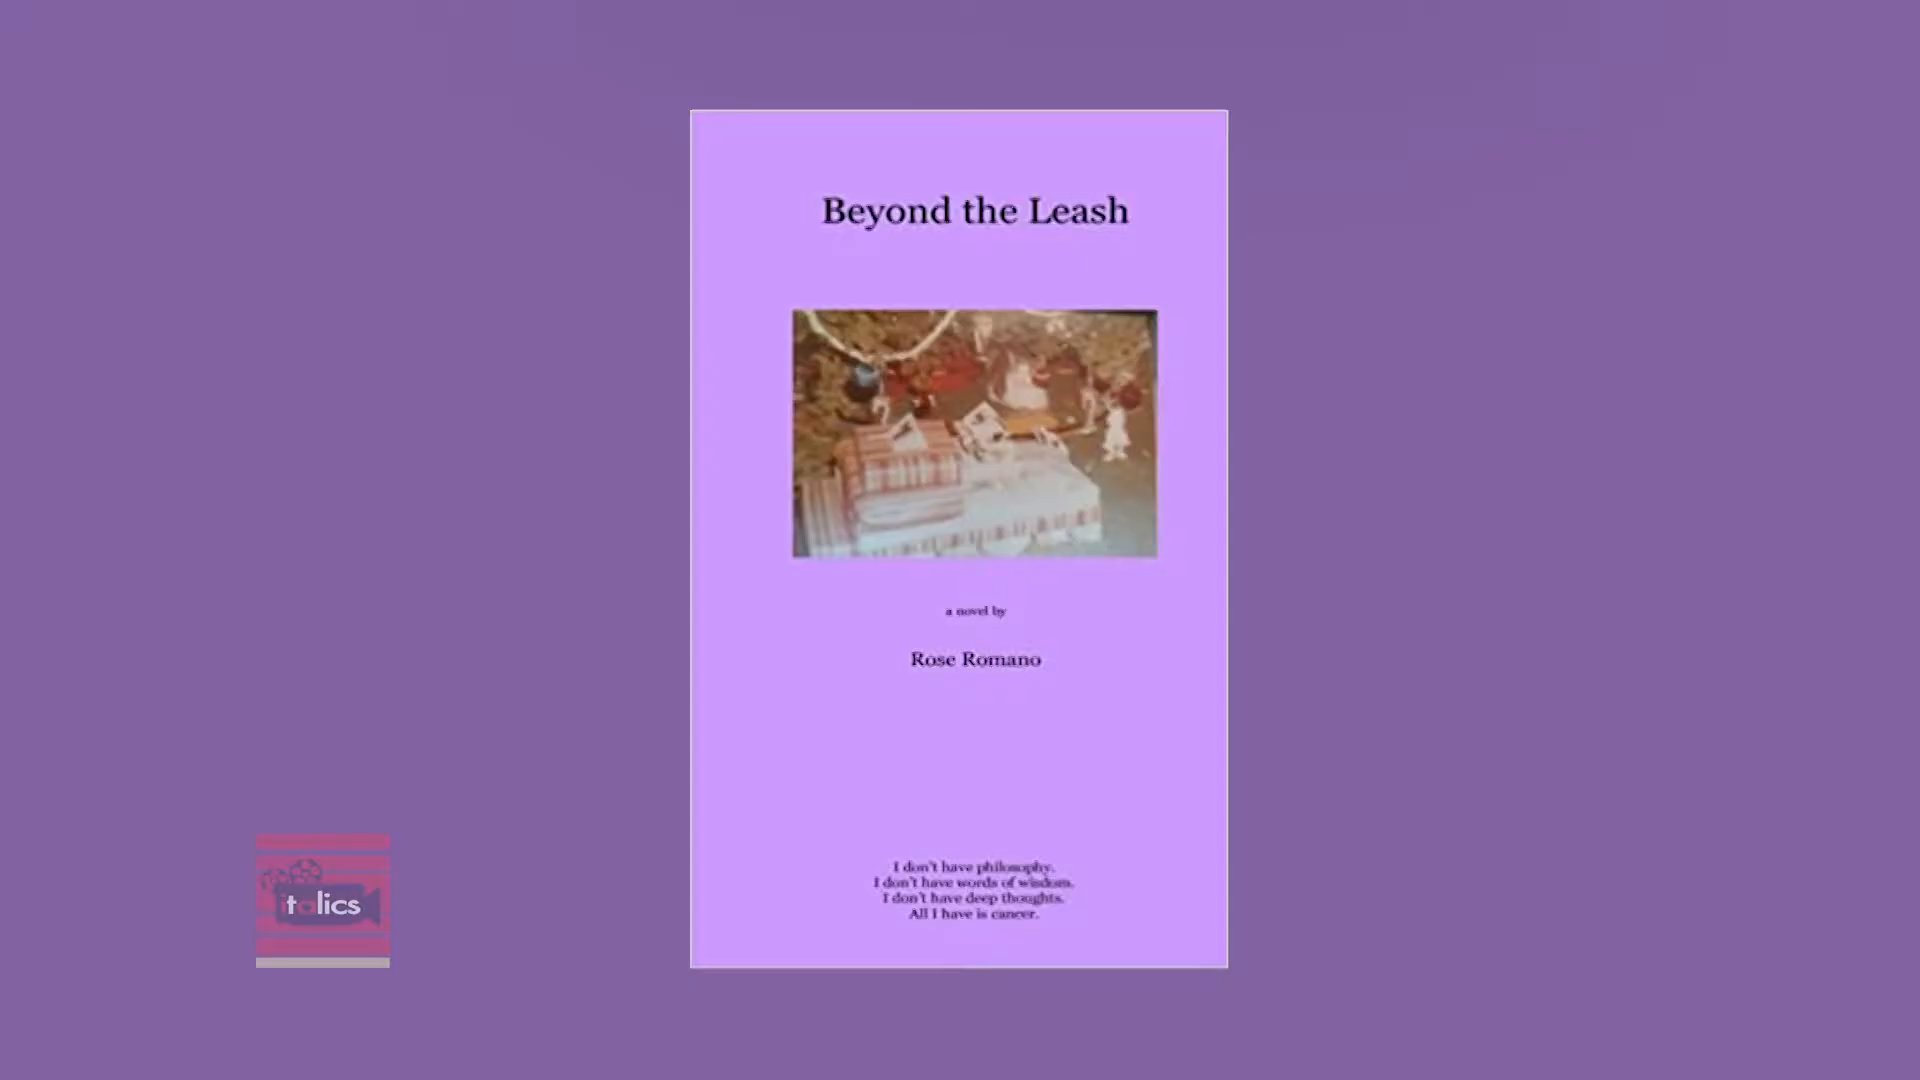 Beyond the Leash
a novel by
Rose Romano
I don't have philosophy.
I don't have words of wisdom.
I don't have deep thoughts.
All I have is cancer.
italics